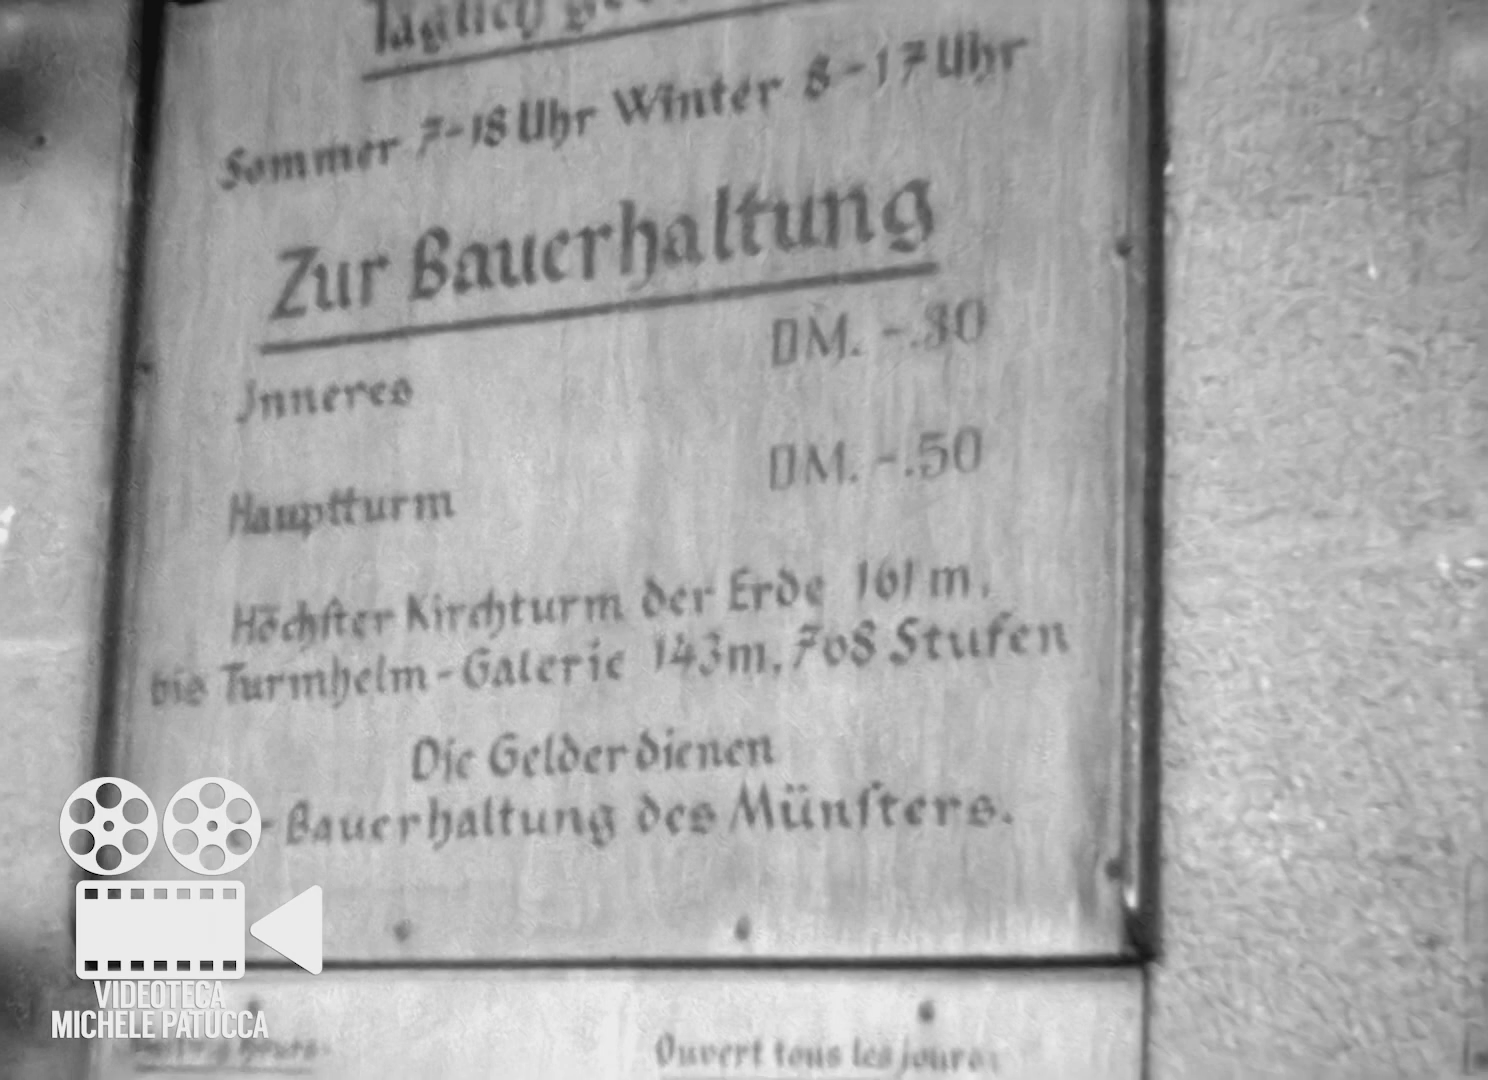 Täglich
Sommer 7-18 Uhr Winter 8-17 Uhr
Zur Bauerhaltung
DM. -.30
Inneres
DM. -.50
Hauptturm
Höchster Kirchturm der Erde 161 m,
bis Turmhelm-Galerie 143m, 708 Stufen
Die Gelder dienen
Bauerhaltung des Münsters.
VIDEOTECA
MICHELE PATUCCA
Ouvert tous les jours